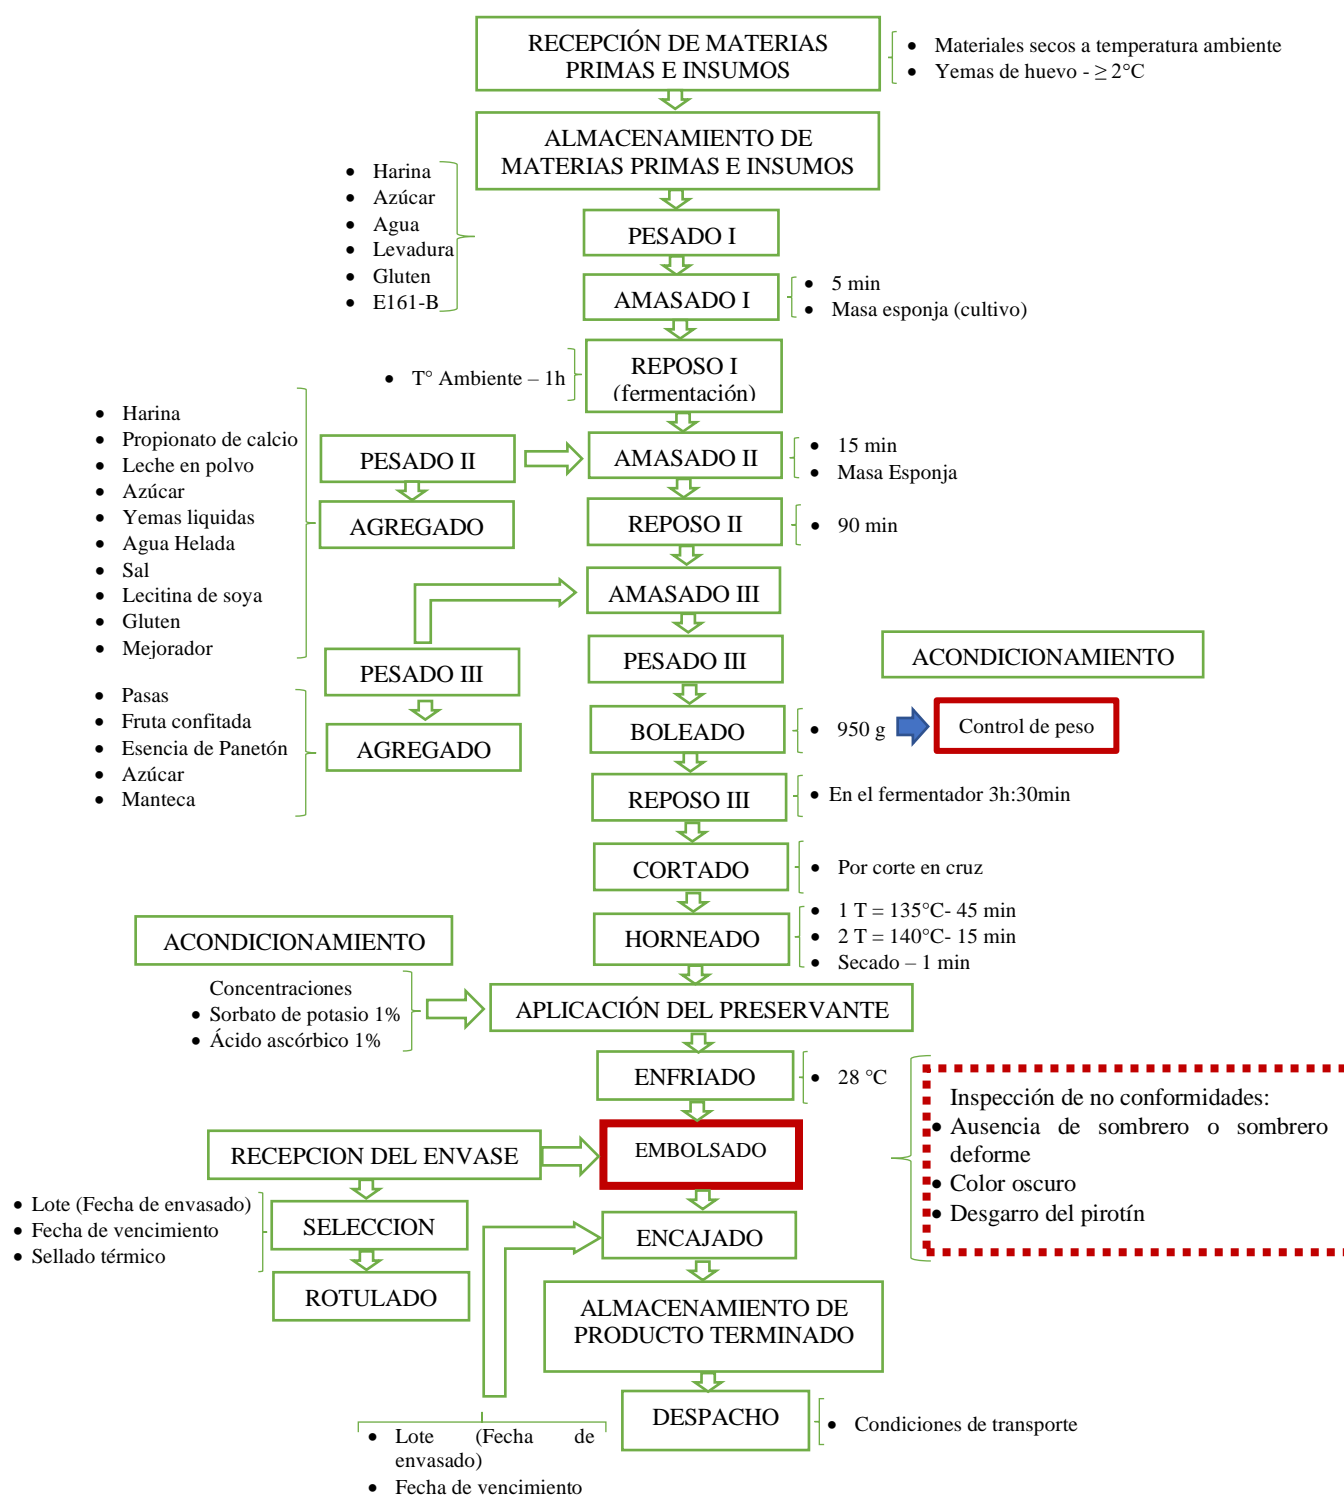 RECEPCIÓN DE MATERIAS
PRIMAS E INSUMOS
• Materiales secos a temperatura ambiente
• Yemas de huevo - ≥ 2°C
ALMACENAMIENTO DE
MATERIAS PRIMAS E INSUMOS
• Harina
• Azúcar
• Agua
• Levadura
• Gluten
• E161-B
PESADO I
AMASADO I
• 5 min
• Masa esponja (cultivo)
REPOSO I
(fermentación)
• T° Ambiente – 1h
• Harina
• Propionato de calcio
• Leche en polvo
• Azúcar
• Yemas liquidas
• Agua Helada
• Sal
• Lecitina de soya
• Gluten
• Mejorador
PESADO II
AGREGADO
AMASADO II
• 15 min
• Masa Esponja
REPOSO II
• 90 min
AMASADO III
PESADO III
• Pasas
• Fruta confitada
• Esencia de Panetón
• Azúcar
• Manteca
AGREGADO
PESADO III
ACONDICIONAMIENTO
BOLEADO
• 950 g
Control de peso
REPOSO III
• En el fermentador 3h:30min
CORTADO
• Por corte en cruz
HORNEADO
• 1 T = 135°C- 45 min
• 2 T = 140°C- 15 min
• Secado – 1 min
ACONDICIONAMIENTO
Concentraciones
• Sorbato de potasio 1%
• Ácido ascórbico 1%
APLICACIÓN DEL PRESERVANTE
ENFRIADO
• 28 °C
Inspección de no conformidades:
• Ausencia de sombrero o sombrero
deforme
• Color oscuro
• Desgarro del pirotín
RECEPCION DEL ENVASE
EMBOLSADO
• Lote (Fecha de envasado)
• Fecha de vencimiento
• Sellado térmico
SELECCION
ROTULADO
ENCAJADO
ALMACENAMIENTO DE
PRODUCTO TERMINADO
DESPACHO
• Condiciones de transporte
• Lote (Fecha de
envasado)
• Fecha de vencimiento